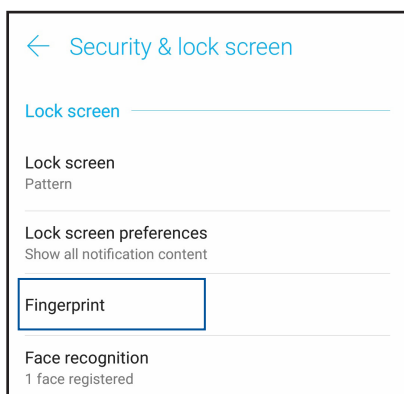 Security & lock screen
Lock screen
Lock screen
Pattern
Lock screen preferences
Show all notification content
Fingerprint
Face recognition
1 face registered